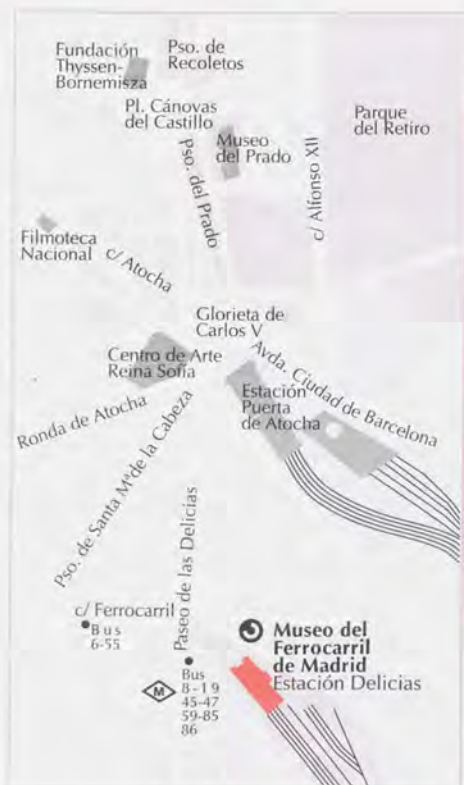 Fundación
Thyssen-
Bornemisza
Pso. de
Recoletos
Pl. Cánovas
del Castillo
Museo
del Prado
Parque
del Retiro
Pso. del Prado
c/ Alfonso XII
Filmoteca
Nacional
c/ Atocha
Glorieta de
Carlos V
Centro de Arte
Reina Sofía
Avda. Ciudad de Barcelona
Estación
Puerta
de Atocha
Ronda de Atocha
Pso. de Santa Mª de la Cabeza
Paseo de las Delicias
c/ Ferrocarril
Bus
6-55
M
Bus
8-19
45-47
59-85
86
Museo del
Ferrocarril
de Madrid
Estación Delicias